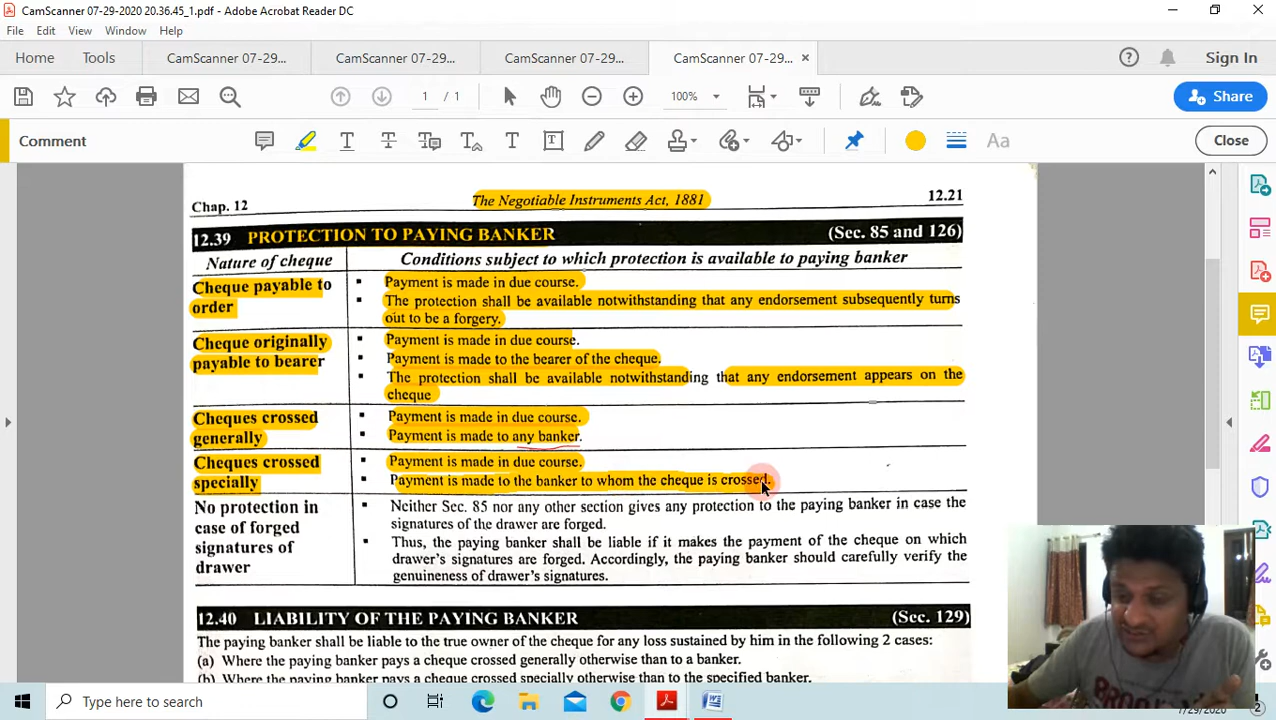 CamScanner 07-29-2020 20.36.45_1.pdf - Adobe Acrobat Reader DC
File Edit View Window Help
Home Tools CamScanner 07-29... CamScanner 07-29... CamScanner 07-29... CamScanner 07-29... × Sign In
1 / 1 100% Share
Comment Aa Close
Chap. 12 The Negotiable Instruments Act, 1881 12.21
12.39 PROTECTION TO PAYING BANKER (Sec. 85 and 126)
Nature of cheque Conditions subject to which protection is available to paying banker
Cheque payable to order
▪ Payment is made in due course.
▪ The protection shall be available notwithstanding that any endorsement subsequently turns
out to be a forgery.
Cheque originally payable to bearer
▪ Payment is made in due course.
▪ Payment is made to the bearer of the cheque.
▪ The protection shall be available notwithstanding that any endorsement appears on the
cheque
Cheques crossed generally
▪ Payment is made in due course.
▪ Payment is made to any banker.
Cheques crossed specially
▪ Payment is made in due course.
▪ Payment is made to the banker to whom the cheque is crossed.
No protection in
case of forged
signatures of
drawer
▪ Neither Sec. 85 nor any other section gives any protection to the paying banker in case the
signatures of the drawer are forged.
▪ Thus, the paying banker shall be liable if it makes the payment of the cheque on which
drawer's signatures are forged. Accordingly, the paying banker should carefully verify the
genuineness of drawer's signatures.
12.40 LIABILITY OF THE PAYING BANKER (Sec. 129)
The paying banker shall be liable to the true owner of the cheque for any loss sustained by him in the following 2 cases:
(a) Where the paying banker pays a cheque crossed generally otherwise than to a banker.
(b) Where the paying banker pays a cheque crossed specially otherwise than to the specified banker.
Type here to search
7/29/2020 2